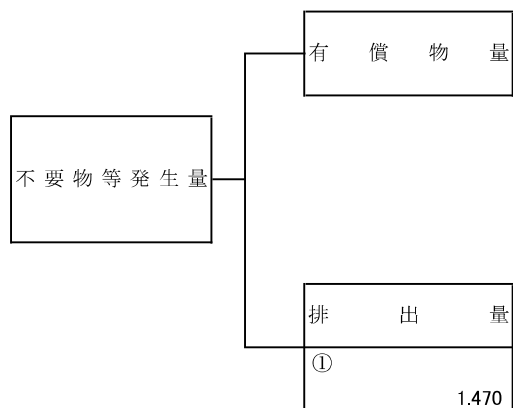 有償物量
不要物等発生量
排出量
①
1.470